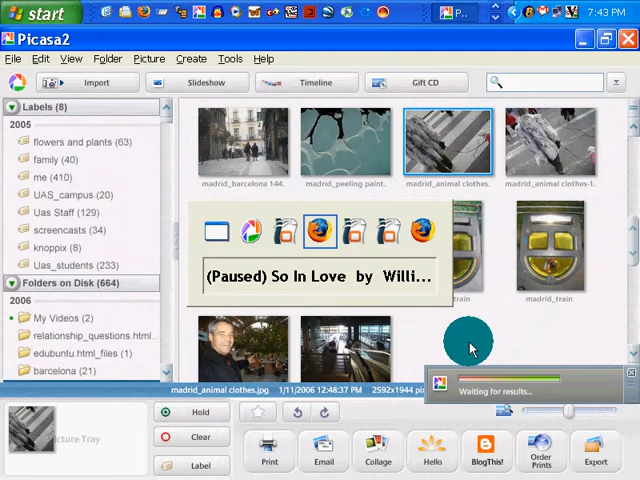 start
P..
7:43 PM
Picasa2
File Edit View Folder Picture Create Tools Help
Import
Slideshow
Timeline
Gift CD
Labels (8)
2005
flowers and plants (63)
family (40)
me (410)
UAS_campus (20)
Uas Staff (129)
screencasts (34)
knoppix (8)
Uas_students (233)
Folders on Disk (664)
2006
My Videos (2)
relationship_questions.html...
edubuntu.html_files (1)
barcelona (21)
madrid_barcelona 144.
madrid_peeling paint.
madrid_animal clothes.
madrid_animal clothes-1.
(Paused) So In Love by Willi...
_train
madrid_train
Waiting for results...
madrid_animal clothes.jpg 1/11/2006 12:48:37 PM 2592x1944 pi
cture Tray
Hold
Clear
Label
Print
Email
Collage
Hello
BlogThis!
Order
Prints
Export